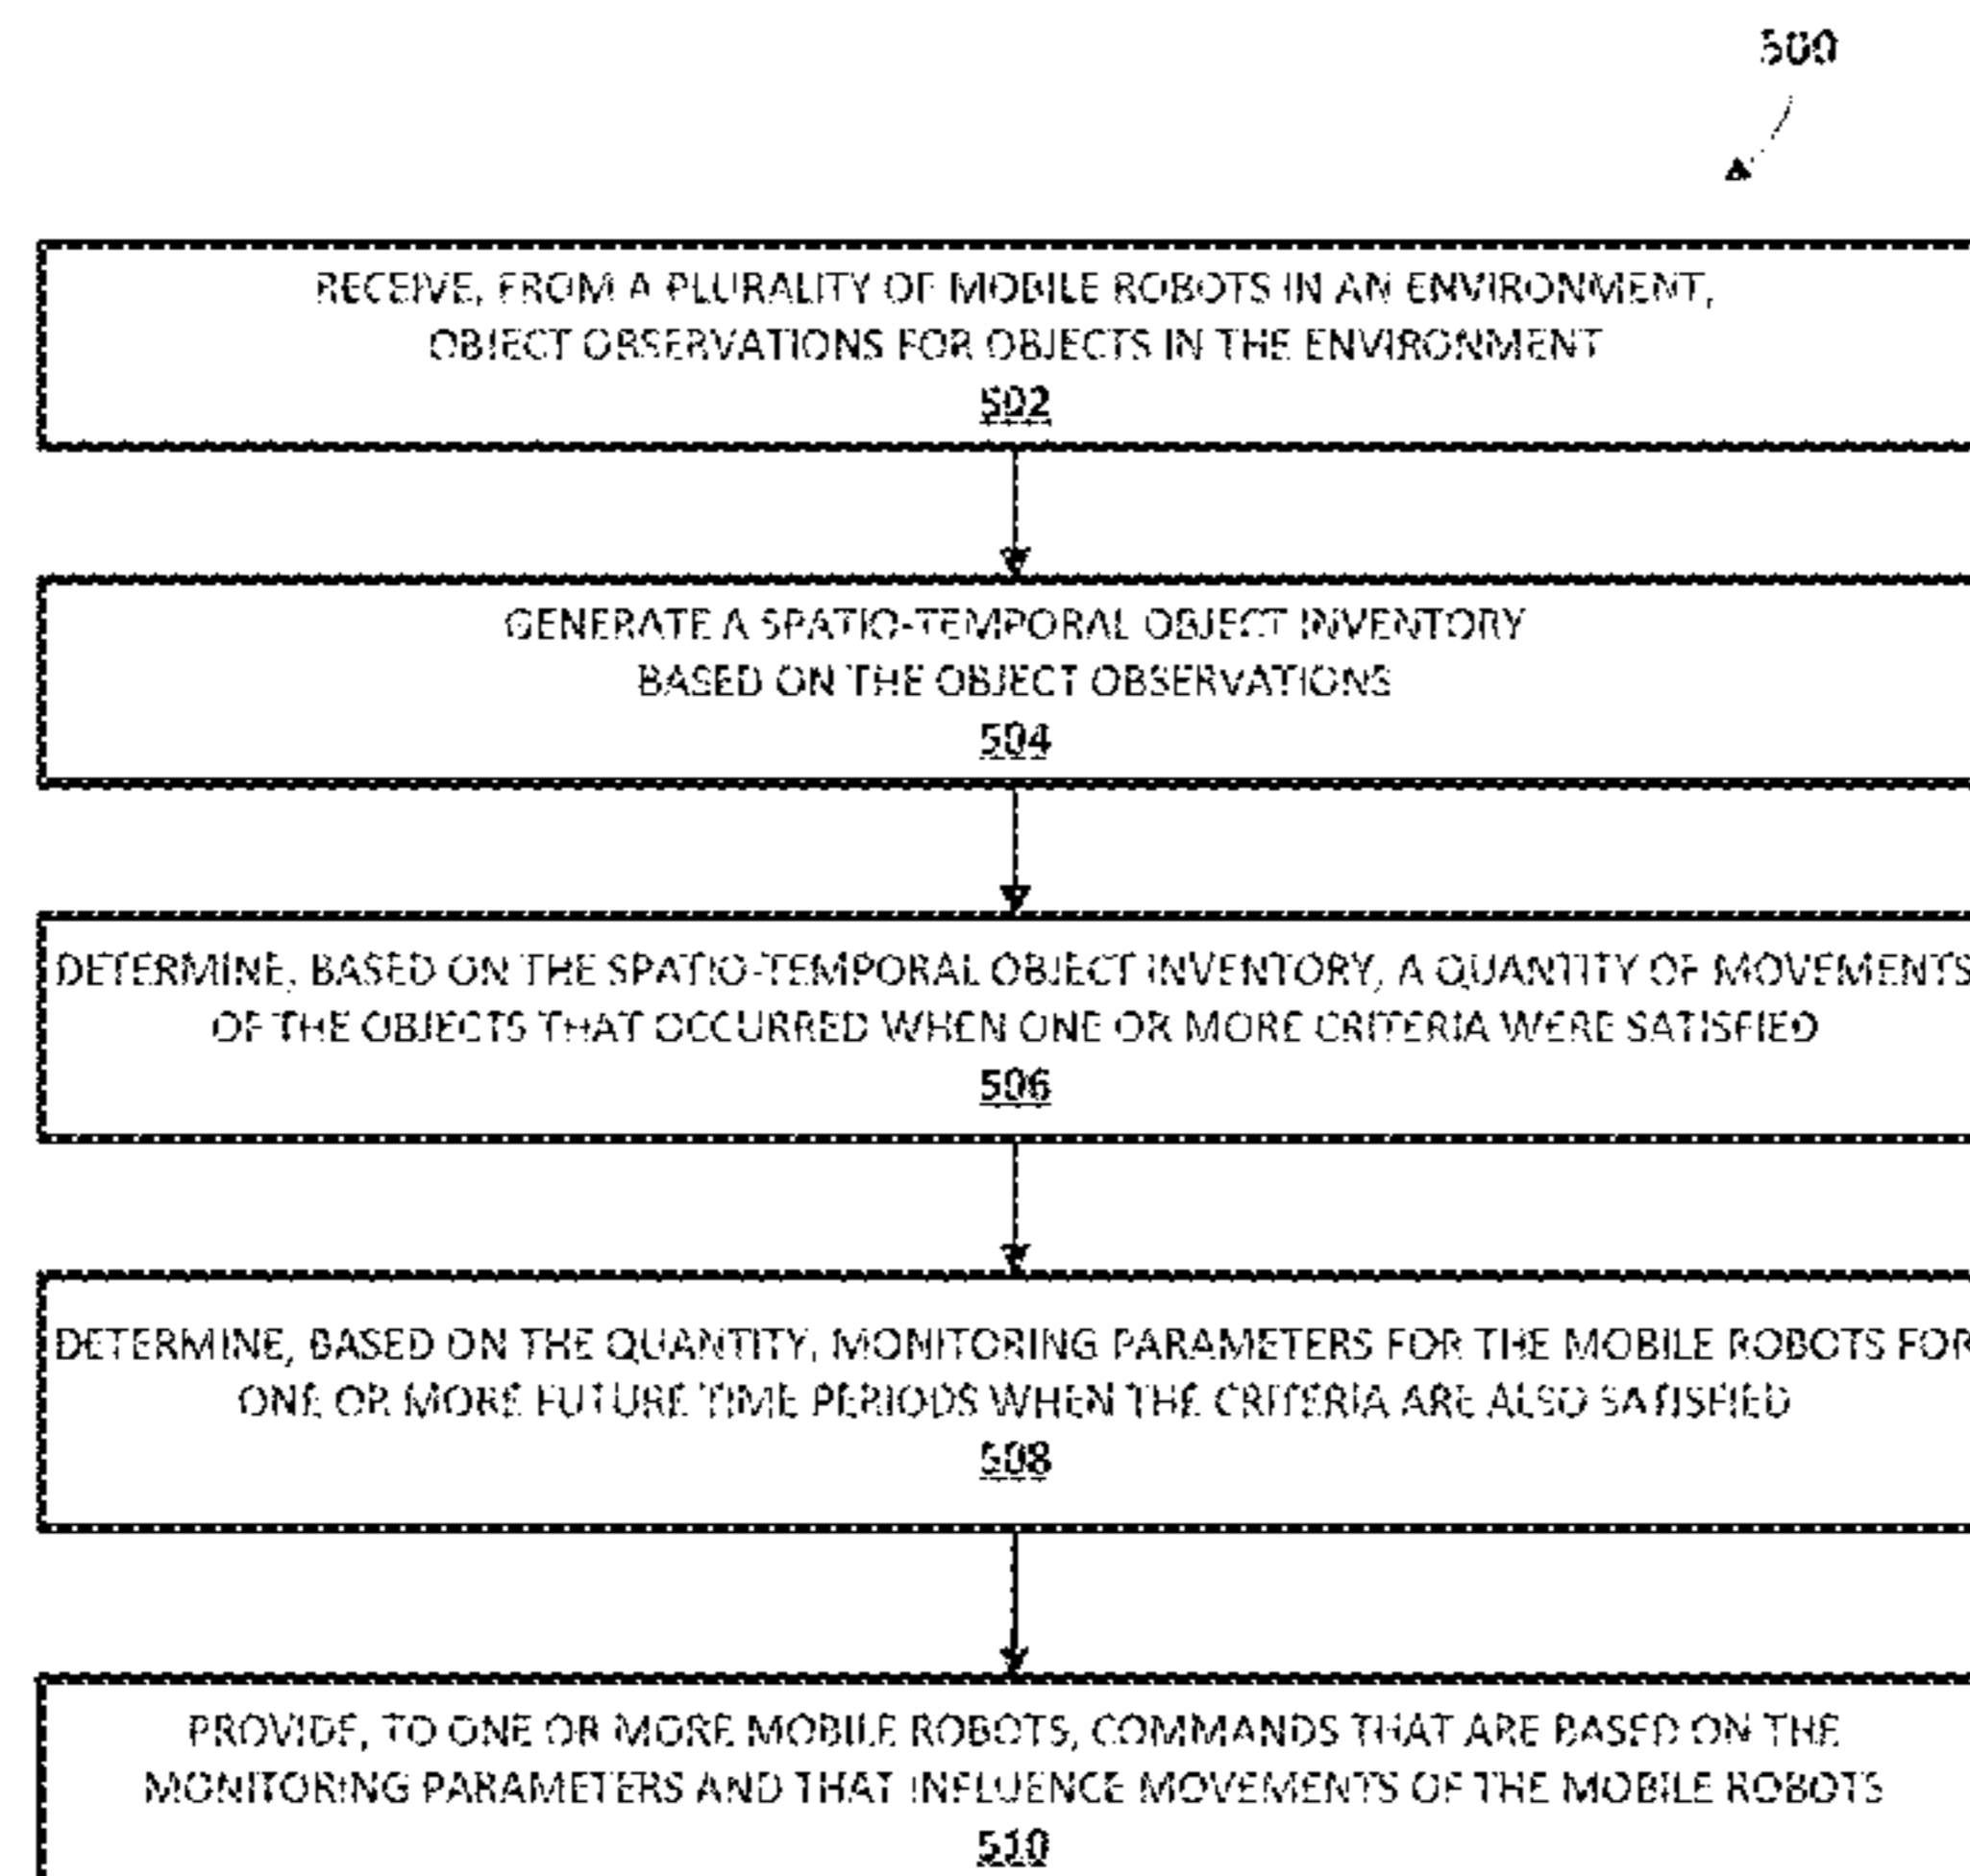 500
RECEIVE, FROM A PLURALITY OF MOBILE ROBOTS IN AN ENVIRONMENT,
OBJECT OBSERVATIONS FOR OBJECTS IN THE ENVIRONMENT
502
GENERATE A SPATIO-TEMPORAL OBJECT INVENTORY
BASED ON THE OBJECT OBSERVATIONS
504
DETERMINE, BASED ON THE SPATIO-TEMPORAL OBJECT INVENTORY, A QUANTITY OF MOVEMENTS
OF THE OBJECTS THAT OCCURRED WHEN ONE OR MORE CRITERIA WERE SATISFIED
506
DETERMINE, BASED ON THE QUANTITY, MONITORING PARAMETERS FOR THE MOBILE ROBOTS FOR
ONE OR MORE FUTURE TIME PERIODS WHEN THE CRITERIA ARE ALSO SATISFIED
508
PROVIDE, TO ONE OR MORE MOBILE ROBOTS, COMMANDS THAT ARE BASED ON THE
MONITORING PARAMETERS AND THAT INFLUENCE MOVEMENTS OF THE MOBILE ROBOTS
510